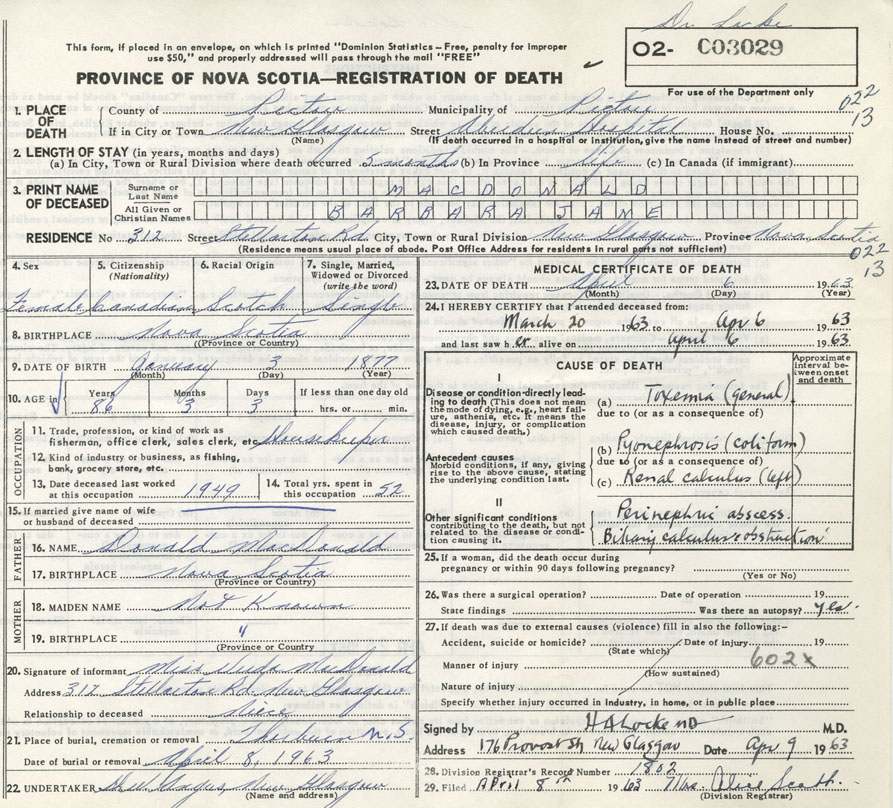 Dr. Locke
This form, if placed in an envelope, on which is printed "Dominion Statistics - Free, penalty for improper
use $50," and properly addressed will pass through the mail "FREE"
PROVINCE OF NOVA SCOTIA—REGISTRATION OF DEATH
02- C03029
For use of the Department only
022
13
1. PLACE OF DEATH
County of Pictou Municipality of Pictou
If in City or Town New Glasgow Street Aberdeen Hospital House No.
(Name) (If death occurred in a hospital or institution, give the name instead of street and number)
2. LENGTH OF STAY (in years, months and days)
(a) In City, Town or Rural Division where death occurred 5 months (b) In Province life (c) In Canada (if immigrant)
3. PRINT NAME OF DECEASED
Surname or Last Name MACDONALD
All Given or Christian Names BARBARA JANE
RESIDENCE No 312 Street Stellarton Rd. City, Town or Rural Division New Glasgow Province Nova Scotia
(Residence means usual place of abode. Post Office Address for residents in rural parts not sufficient)
022
13
4. Sex Female
5. Citizenship (Nationality) Canadian
6. Racial Origin Scotch
7. Single, Married, Widowed or Divorced (write the word) Single
8. BIRTHPLACE Nova Scotia
(Province or Country)
9. DATE OF BIRTH January 3 1877
(Month) (Day) (Year)
10. AGE in Years 86 Months 3 Days 3 If less than one day old hrs. or min.
OCCUPATION
11. Trade, profession, or kind of work as
fisherman, office clerk, sales clerk, etc. Housekeeper
12. Kind of industry or business, as fishing,
bank, grocery store, etc.
13. Date deceased last worked at this occupation 1949
14. Total yrs. spent in this occupation 52
15. If married give name of wife
or husband of deceased
FATHER
16. NAME Donald MacDonald
17. BIRTHPLACE Nova Scotia
(Province or Country)
MOTHER
18. MAIDEN NAME Not Known
19. BIRTHPLACE "
(Province or Country)
20. Signature of informant Miss MacDonald
Address 312 Stellarton Rd. New Glasgow
Relationship to deceased Niece
21. Place of burial, cremation or removal Thorburn N.S.
Date of burial or removal April 8, 1963
22. UNDERTAKER New Glasgow
(Name and address)
MEDICAL CERTIFICATE OF DEATH
23. DATE OF DEATH April 6 1963
(Month) (Day) (Year)
24. I HEREBY CERTIFY that I attended deceased from:
March 20 1963 to Apr 6 1963
and last saw her alive on April 6 1963
CAUSE OF DEATH
Approximate interval between onset and death
I
Disease or condition-directly leading
to death (This does not mean
the mode of dying, e.g., heart failure,
asthenia, etc. It means the
disease, injury, or complication
which caused death.)
(a) Toxemia (General)
due to (or as a consequence of)
(b) Pyonephrosis (coliform)
due to (or as a consequence of)
Antecedent causes
Morbid conditions, if any, giving
rise to the above cause, stating
the underlying condition last.
(c) Renal calculus (left)
II
Other significant conditions
contributing to the death, but not
related to the disease or condition
causing it.
Perinephric abscess.
Biliary calculus obstruction
25. If a woman, did the death occur during
pregnancy or within 90 days following pregnancy?
(Yes or No)
26. Was there a surgical operation? Date of operation 19
State findings Was there an autopsy? Yes.
27. If death was due to external causes (violence) fill in also the following:-
Accident, suicide or homicide? Date of injury 19
(State which)
Manner of injury 602x
(How sustained)
Nature of injury
Specify whether injury occurred in industry, in home, or in public place
Signed by H A Locke MD M.D.
Address 176 Provost St New Glasgow Date Apr 9 1963
28. Division Registrar's Record Number 1802
29. Filed April 8th 1963 Mrs. Alice
(Division Registrar)